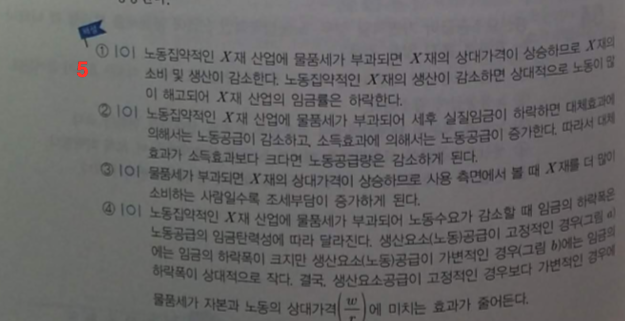 해설
5
① |O| 노동집약적인 X재 산업에 물품세가 부과되면 X재의 상대가격이 상승하므로 X재의
소비 및 생산이 감소한다. 노동집약적인 X재의 생산이 감소하면 상대적으로 노동이 많
이 해고되어 X재 산업의 임금률은 하락한다.
② |O| 노동집약적인 X재 산업에 물품세가 부과되어 세후 실질임금이 하락하면 대체효과에
의해서는 노동공급이 감소하고, 소득효과에 의해서는 노동공급이 증가한다. 따라서 대체
효과가 소득효과보다 크다면 노동공급량은 감소하게 된다.
③ |O| 물품세가 부과되면 X재의 상대가격이 상승하므로 사용 측면에서 볼 때 X재를 더 많이
소비하는 사람일수록 조세부담이 증가하게 된다.
④ |O| 노동집약적인 X재 산업에 물품세가 부과되어 노동수요가 감소할 때 임금의 하락폭은
노동공급의 임금탄력성에 따라 달라진다. 생산요소(노동)공급이 고정적인 경우(그림 a)
에는 임금의 하락폭이 크지만 생산요소(노동)공급이 가변적인 경우(그림 b)에는 임금의
하락폭이 상대적으로 작다. 결국, 생산요소공급이 고정적인 경우보다 가변적인 경우에
물품세가 자본과 노동의 상대가격(w/r)에 미치는 효과가 줄어든다.